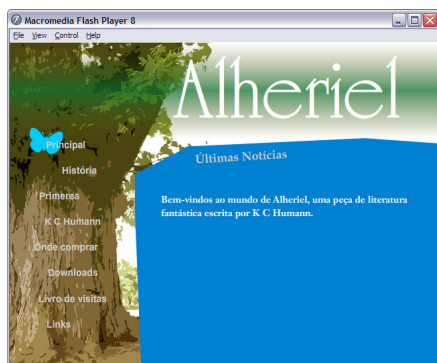 Macromedia Flash Player 8
File View Control Help
Alheriel
Principal
História
Primerea
K C Humann
Onde comprar
Downloads
Livro de visitas
Links
Últimas Notícias
Bem-vindos ao mundo de Alheriel, uma peça de literatura
fantástica escrita por K C Humann.